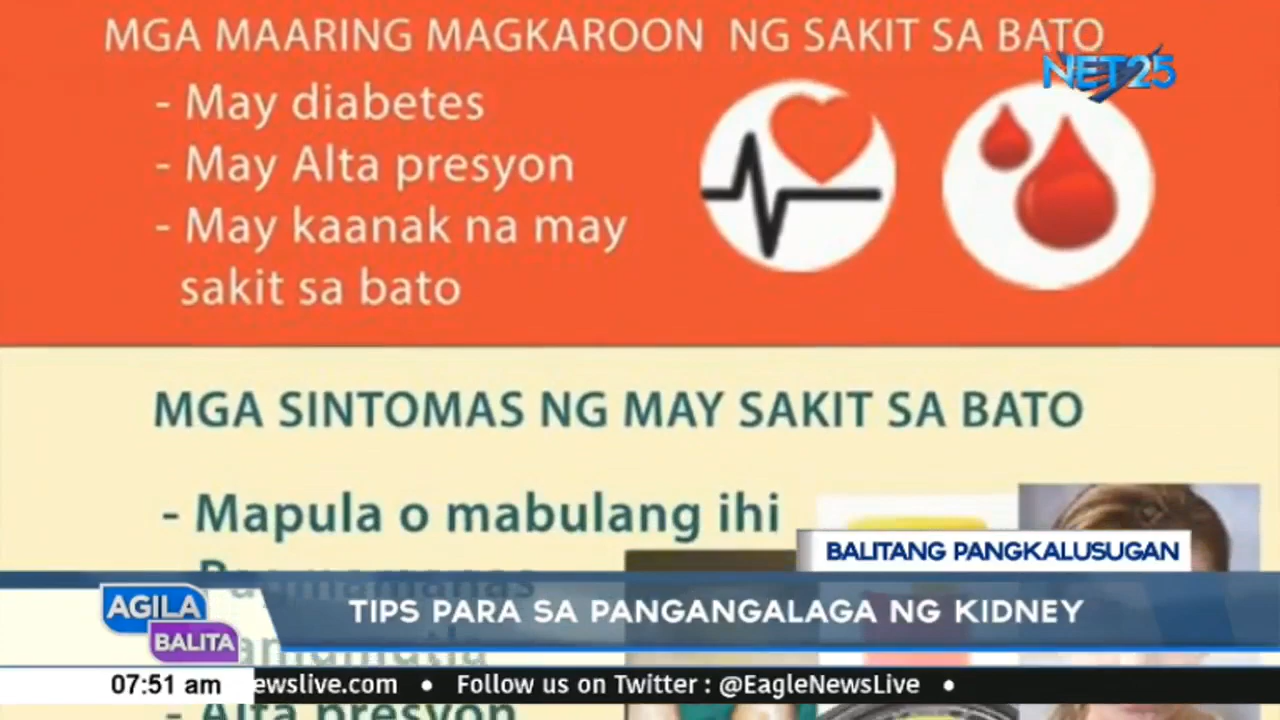 MGA MAARING MAGKAROON NG SAKIT SA BATO
NET25
- May diabetes
- May Alta presyon
- May kaanak na may
sakit sa bato
MGA SINTOMAS NG MAY SAKIT SA BATO
- Mapula o mabulang ihi
BALITANG PANGKALUSUGAN
AGILA
BALITA
TIPS PARA SA PANGANGALAGA NG KIDNEY
07:51 am
ewslive.com • Follow us on Twitter : @EagleNewsLive •
- Alta presyon